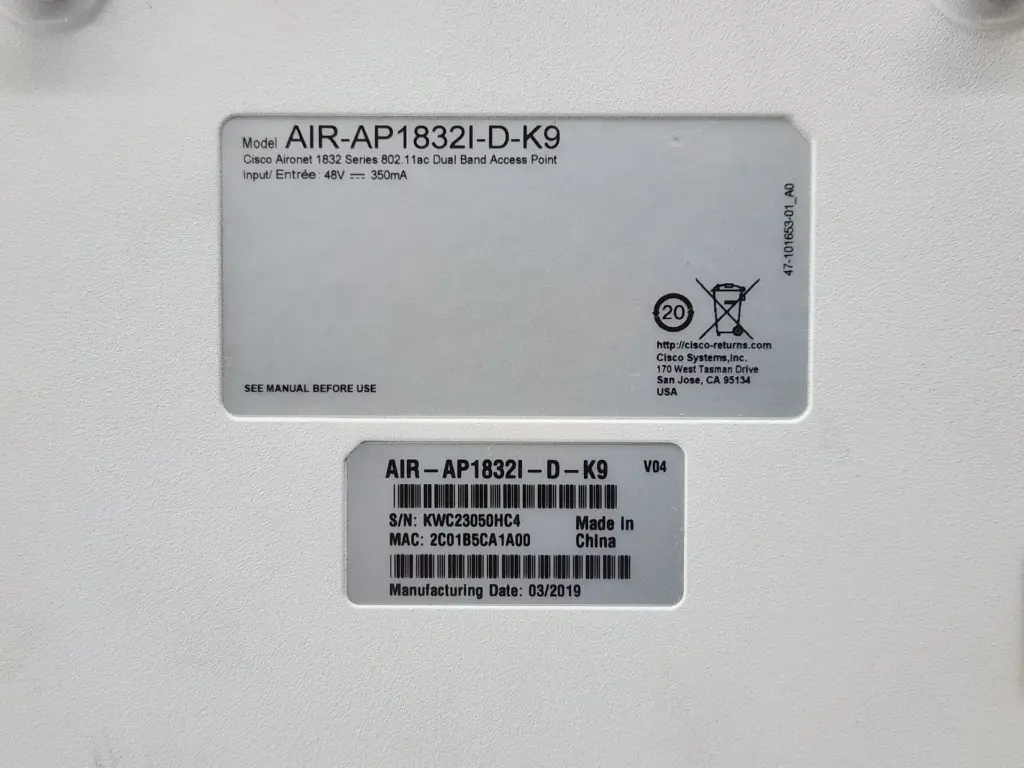 Model AIR-AP1832I-D-K9
Cisco Aironet 1832 Series 802.11ac Dual Band Access Point
Input/ Entrée: 48V ⎓ 350mA
47-101653-01_A0
20
http://cisco-returns.com
Cisco Systems,Inc.
170 West Tasman Drive
San Jose, CA 95134
USA
SEE MANUAL BEFORE USE
AIR-AP1832I-D-K9 V04
S/N: KWC23050HC4 Made In
MAC: 2C01B5CA1A00 China
Manufacturing Date: 03/2019